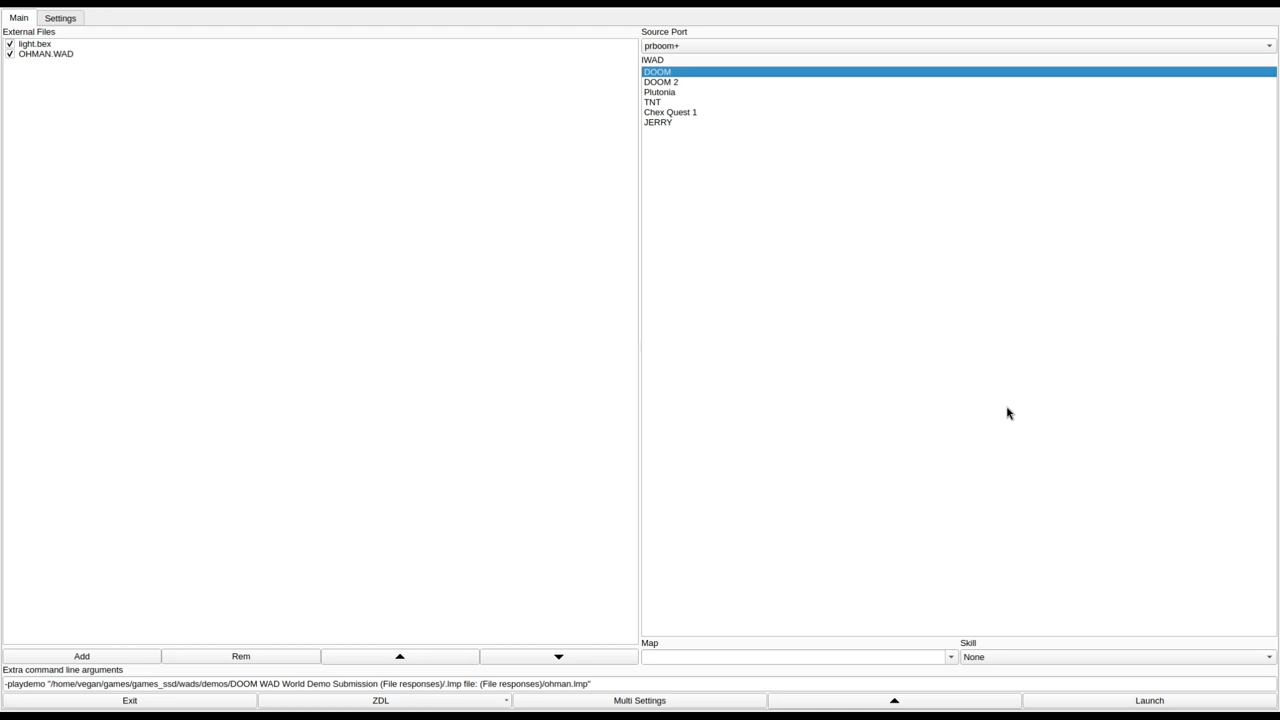 Main
Settings
External Files
light.bex
OHMAN.WAD
Source Port
prboom+
IWAD
DOOM
DOOM 2
Plutonia
TNT
Chex Quest 1
JERRY
Map
Skill
None
Add
Rem
Extra command line arguments
-playdemo "/home/vegan/games/games_ssd/wads/demos/DOOM WAD World Demo Submission (File responses)/.lmp file: (File responses)/ohman.lmp"
Exit
ZDL
Multi Settings
Launch